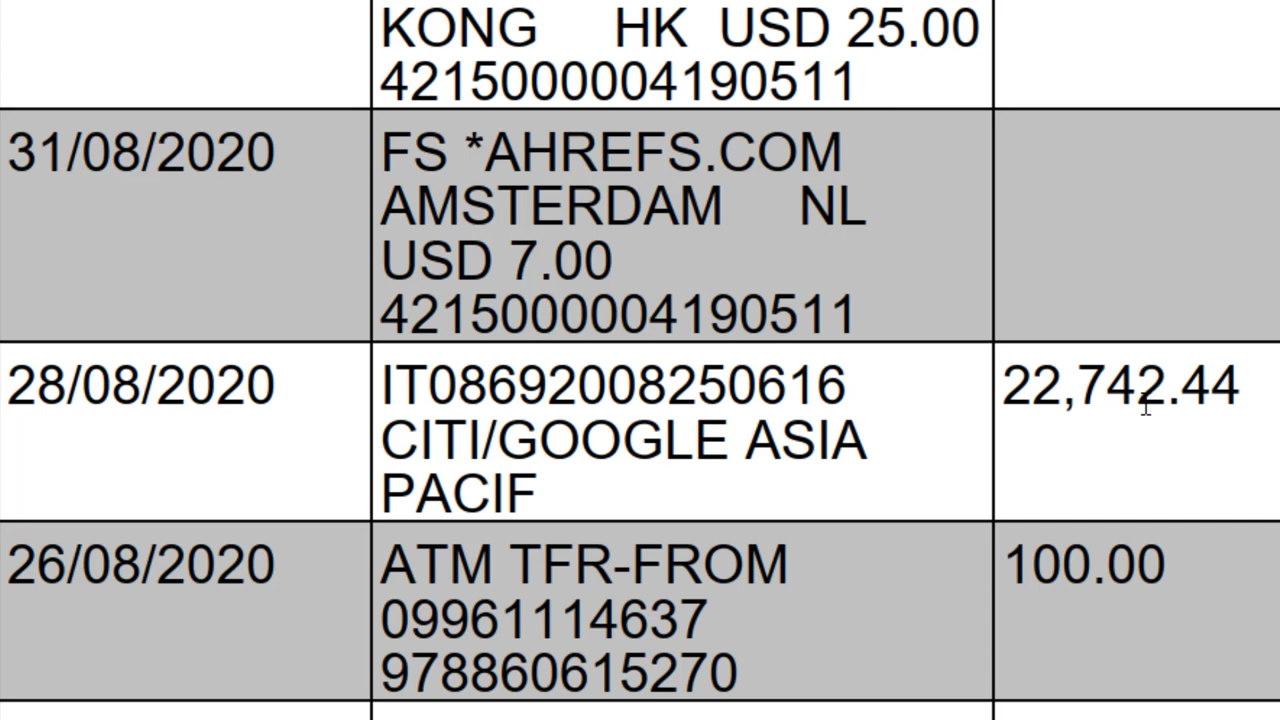 KONG HK USD 25.00
4215000004190511
31/08/2020
FS *AHREFS.COM
AMSTERDAM NL
USD 7.00
4215000004190511
28/08/2020
IT08692008250616
CITI/GOOGLE ASIA
PACIF
22,742.44
26/08/2020
ATM TFR-FROM
09961114637
978860615270
100.00